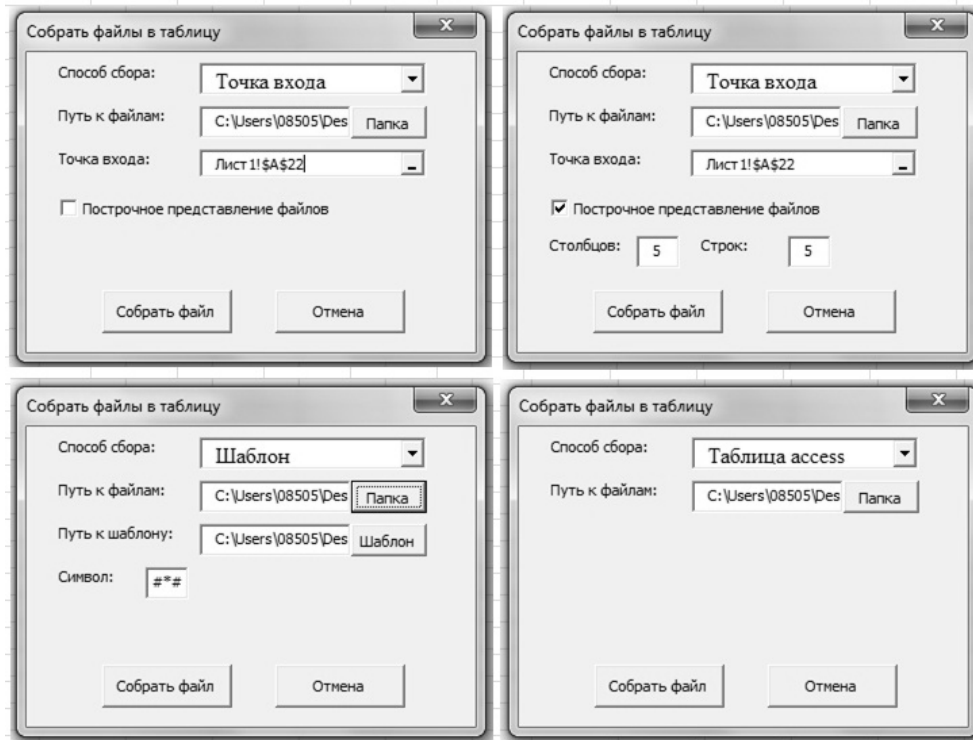 Собрать файлы в таблицу
Способ сбора: Точка входа
Путь к файлам: C:\Users\08505\Des Папка
Точка входа: Лист1!$A$22
Построчное представление файлов
Собрать файл Отмена
Собрать файлы в таблицу
Способ сбора: Точка входа
Путь к файлам: C:\Users\08505\Des Папка
Точка входа: Лист1!$A$22
Построчное представление файлов
Столбцов: 5 Строк: 5
Собрать файл Отмена
Собрать файлы в таблицу
Способ сбора: Шаблон
Путь к файлам: C:\Users\08505\Des Папка
Путь к шаблону: C:\Users\08505\Des Шаблон
Символ: #*#
Собрать файл Отмена
Собрать файлы в таблицу
Способ сбора: Таблица access
Путь к файлам: C:\Users\08505\Des Папка
Собрать файл Отмена